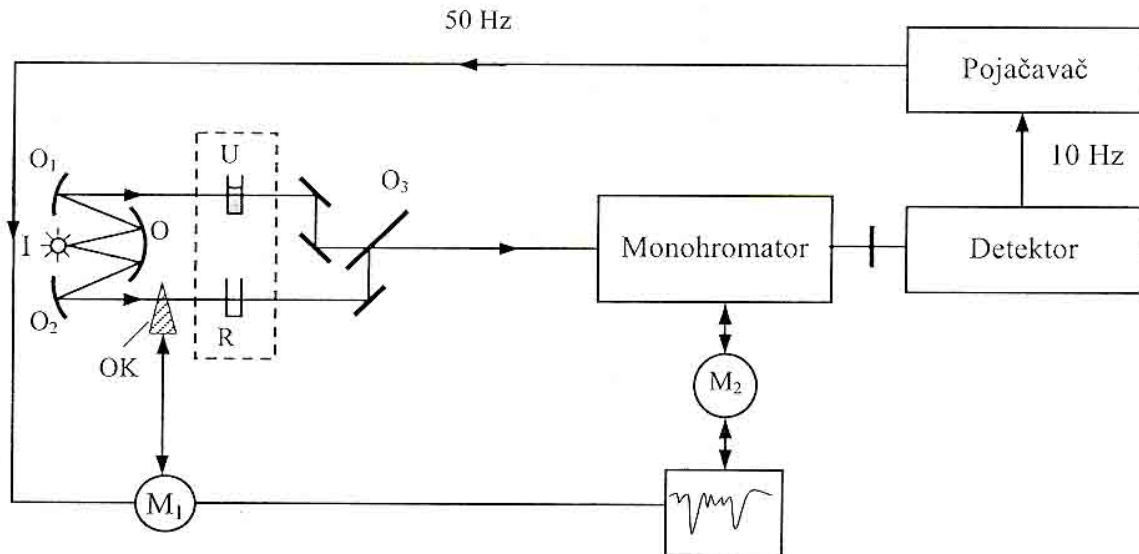 50 Hz
Pojačavač
10 Hz
O₁
U
O₃
I
O
Monohromator
Detektor
O₂
R
OK
M₂
M₁